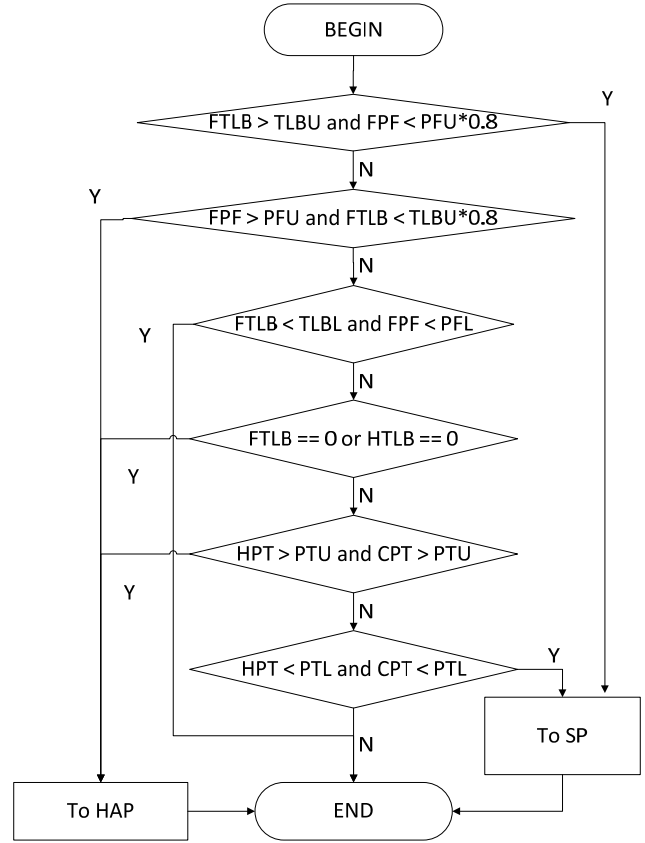 BEGIN
FTLB > TLBU and FPF < PFU*0.8
Y
N
Y
FPF > PFU and FTLB < TLBU*0.8
N
Y
FTLB < TLBL and FPF < PFL
N
FTLB == 0 or HTLB == 0
Y
N
HPT > PTU and CPT > PTU
Y
N
HPT < PTL and CPT < PTL
Y
To SP
N
To HAP
END